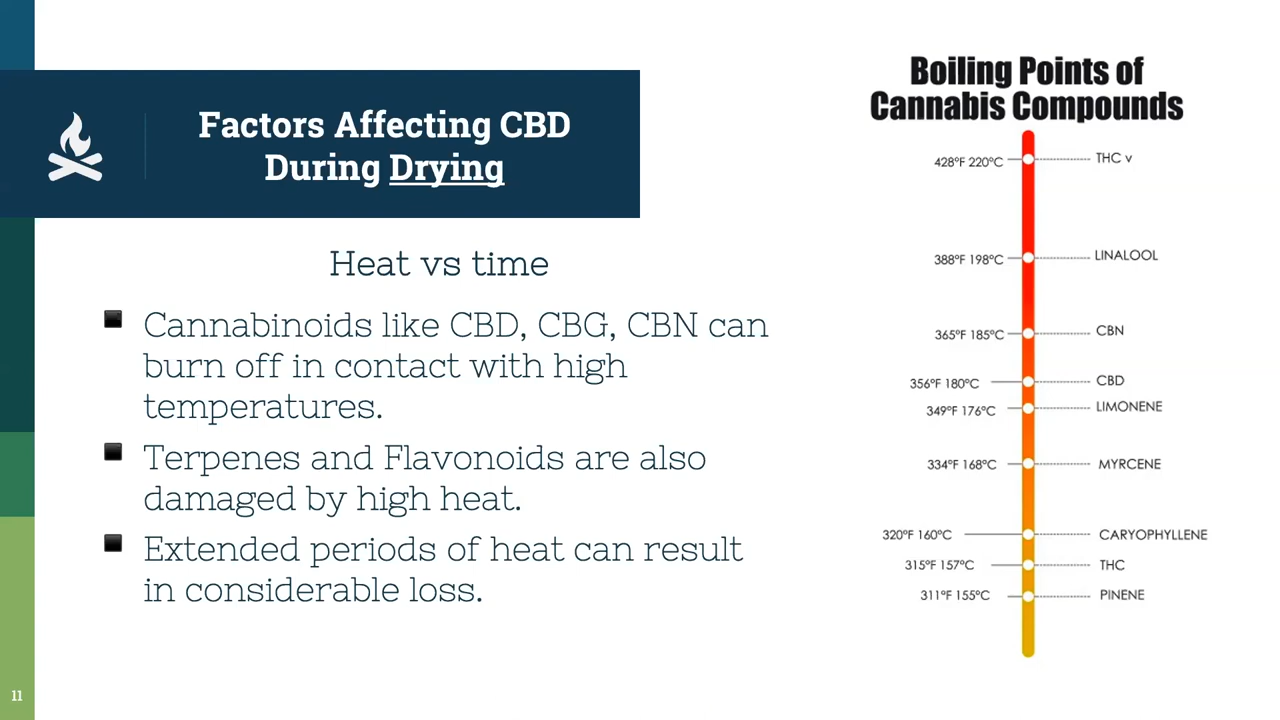 Factors Affecting CBD
During Drying
Heat vs time
Cannabinoids like CBD, CBG, CBN can
burn off in contact with high
temperatures.
Terpenes and Flavonoids are also
damaged by high heat.
Extended periods of heat can result
in considerable loss.
11
Boiling Points of
Cannabis Compounds
428°F 220°C THC v
388°F 198°C LINALOOL
365°F 185°C CBN
356°F 180°C CBD
349°F 176°C LIMONENE
334°F 168°C MYRCENE
320°F 160°C CARYOPHYLLENE
315°F 157°C THC
311°F 155°C PINENE